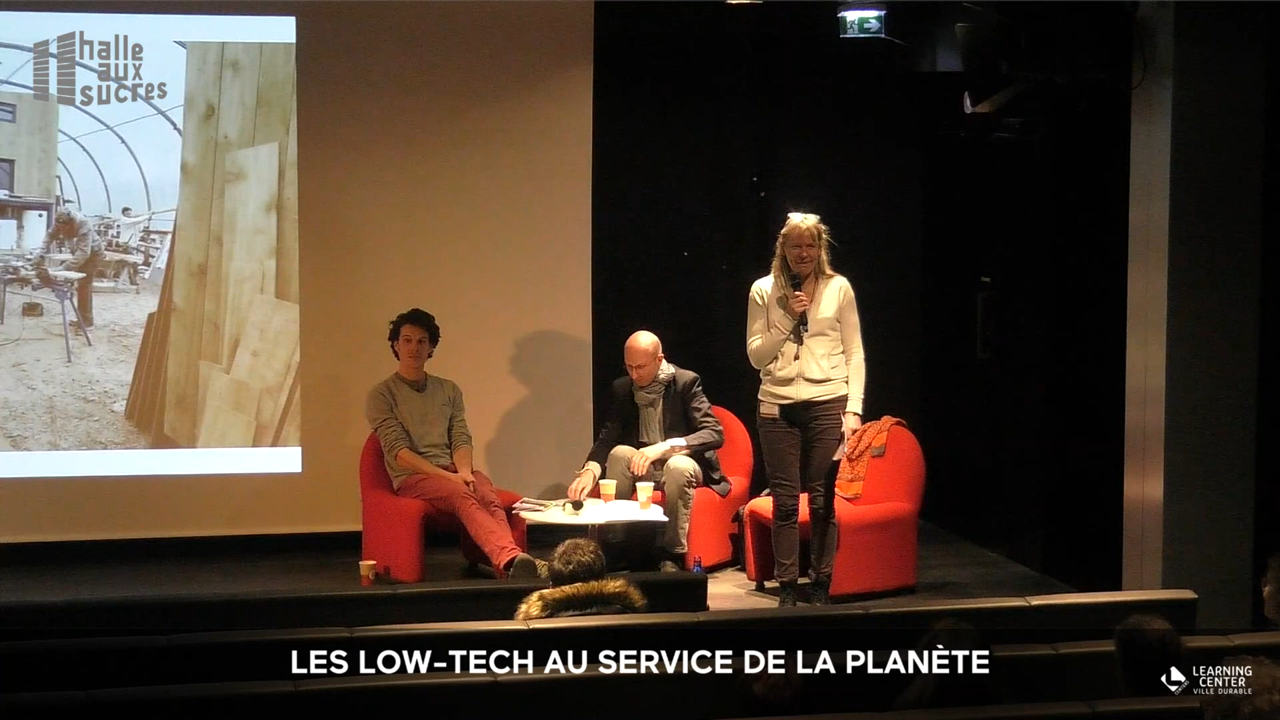 halle
aux
sucres
LES LOW-TECH AU SERVICE DE LA PLANÈTE
LEARNING
CENTER
VILLE DURABLE